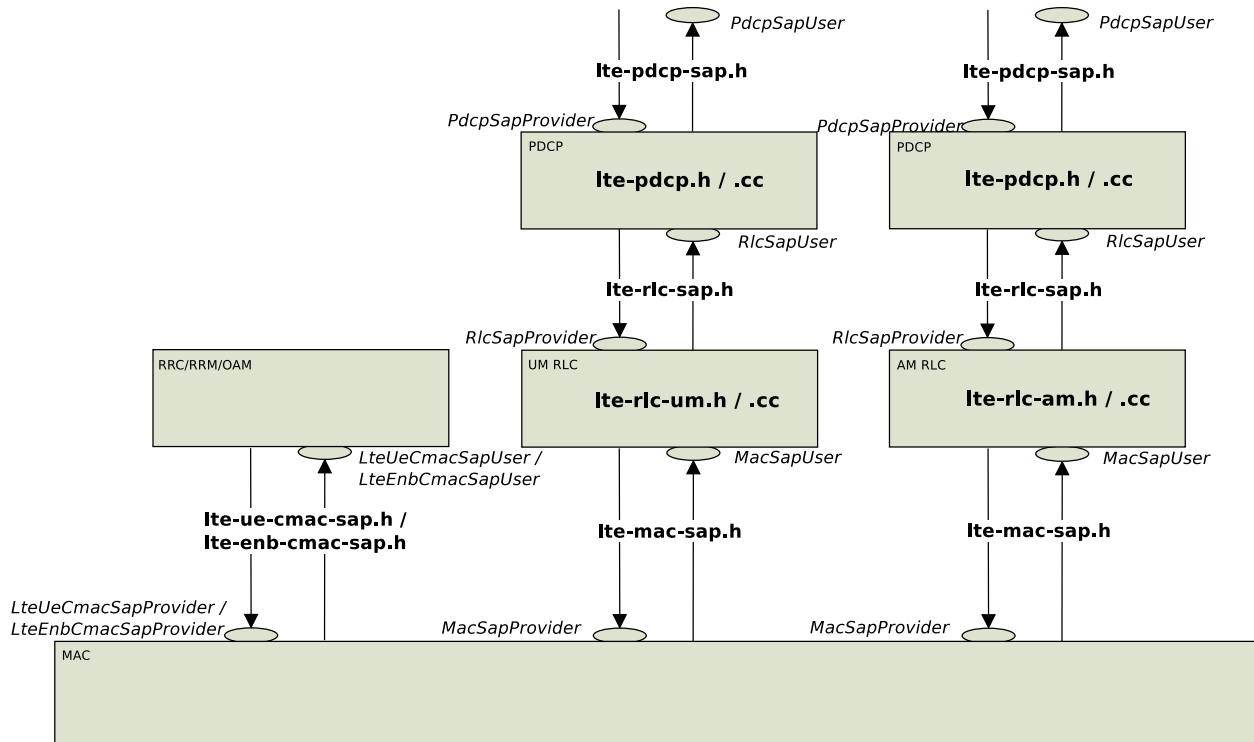 PdcpSapUser
PdcpSapUser
lte-pdcp-sap.h
lte-pdcp-sap.h
PdcpSapProvider
PdcpSapProvider
PDCP
PDCP
lte-pdcp.h / .cc
lte-pdcp.h / .cc
RlcSapUser
RlcSapUser
lte-rlc-sap.h
lte-rlc-sap.h
RlcSapProvider
RlcSapProvider
RRC/RRM/OAM
UM RLC
AM RLC
lte-rlc-um.h / .cc
lte-rlc-am.h / .cc
LteUeCmacSapUser /
LteEnbCmacSapUser
MacSapUser
MacSapUser
lte-ue-cmac-sap.h /
lte-enb-cmac-sap.h
lte-mac-sap.h
lte-mac-sap.h
LteUeCmacSapProvider /
LteEnbCmacSapProvider
MacSapProvider
MacSapProvider
MAC